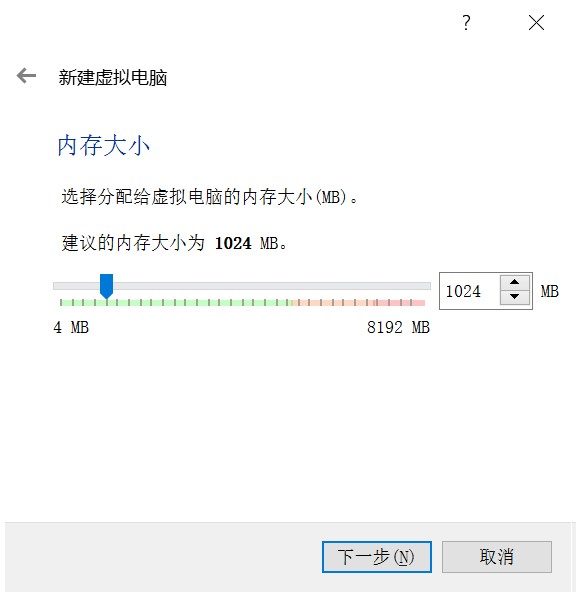 ?
新建虚拟电脑
内存大小
选择分配给虚拟电脑的内存大小(MB)。
建议的内存大小为 1024 MB。
1024 MB
4 MB 8192 MB
下一步(N) 取消